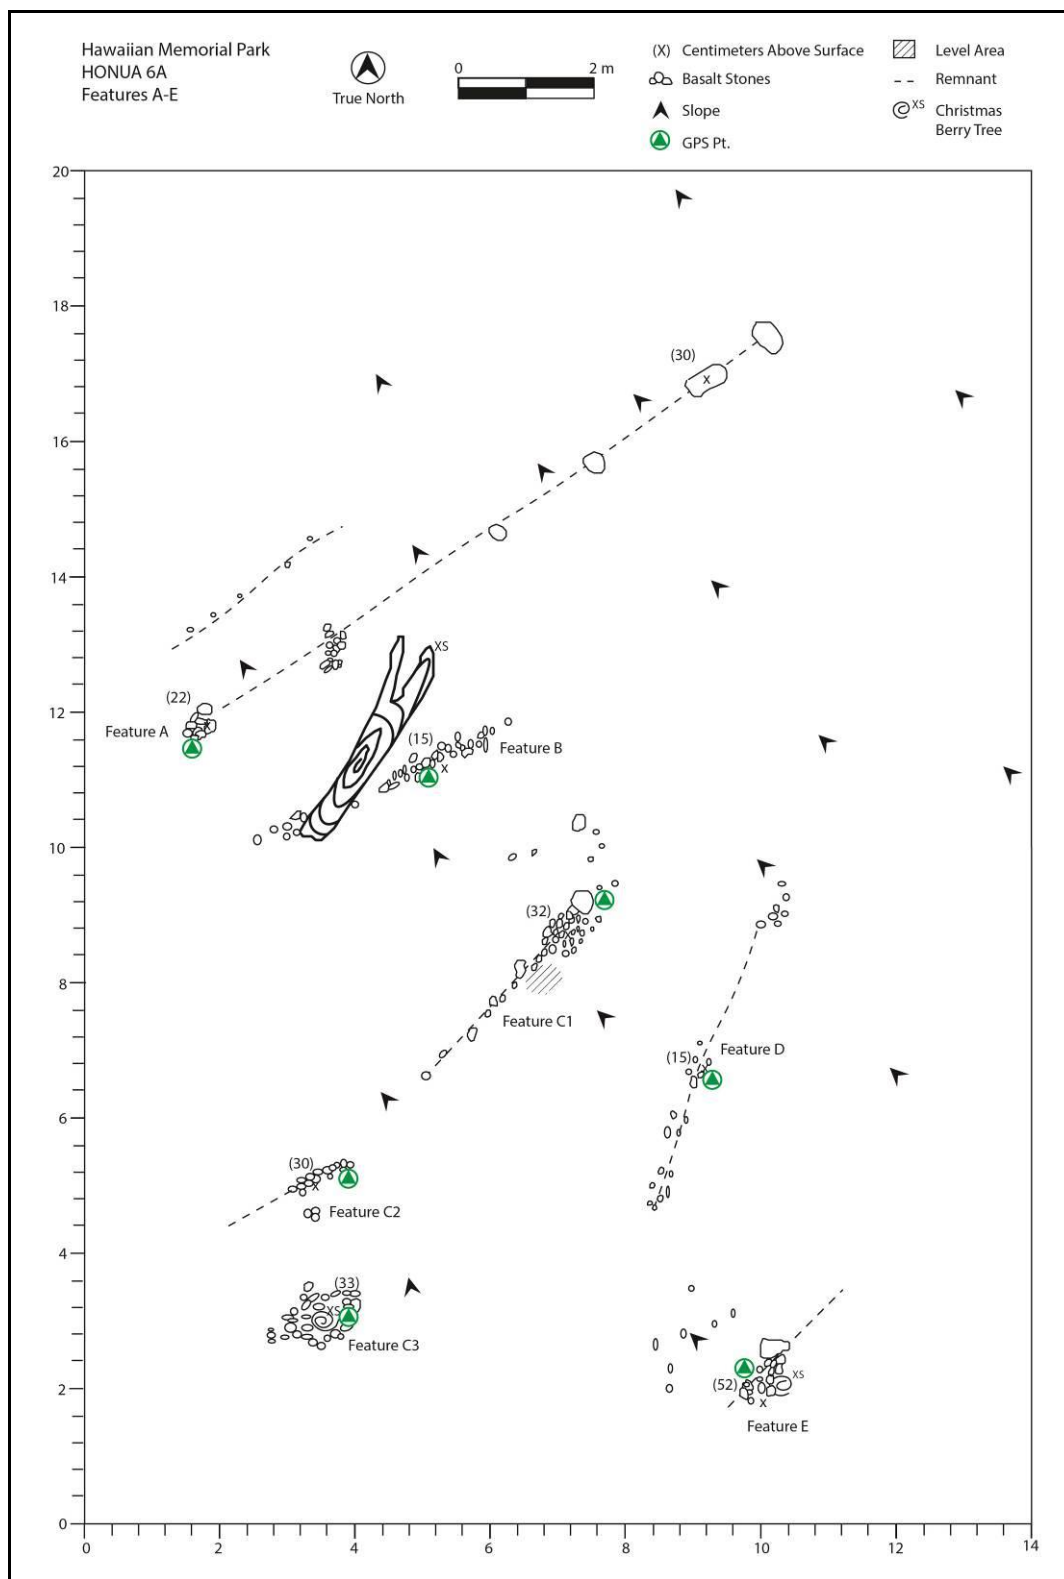 Hawaiian Memorial Park
HONUA 6A
Features A-E
True North
0 2 m
(X) Centimeters Above Surface
Basalt Stones
Slope
GPS Pt.
Level Area
Remnant
XS Christmas
Berry Tree
20
18
(30)
X
16
14
XS
(22)
X
12
Feature A
(15)
Feature B
X
10
(32)
X
8
Feature C1
Feature D
(15)
6
(30)
X
Feature C2
4
(33)
XS
Feature C3
XS
2
(52)
X
Feature E
0
0 2 4 6 8 10 12 14